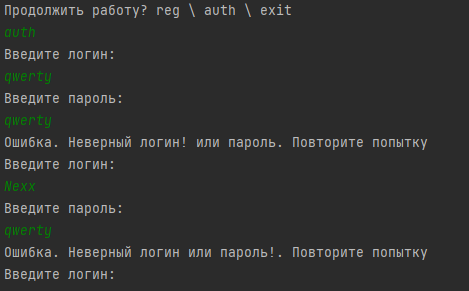 Продолжить работу? reg \ auth \ exit
auth
Введите логин:
qwerty
Введите пароль:
qwerty
Ошибка. Неверный логин! или пароль. Повторите попытку
Введите логин:
Nexx
Введите пароль:
qwerty
Ошибка. Неверный логин или пароль!. Повторите попытку
Введите логин: